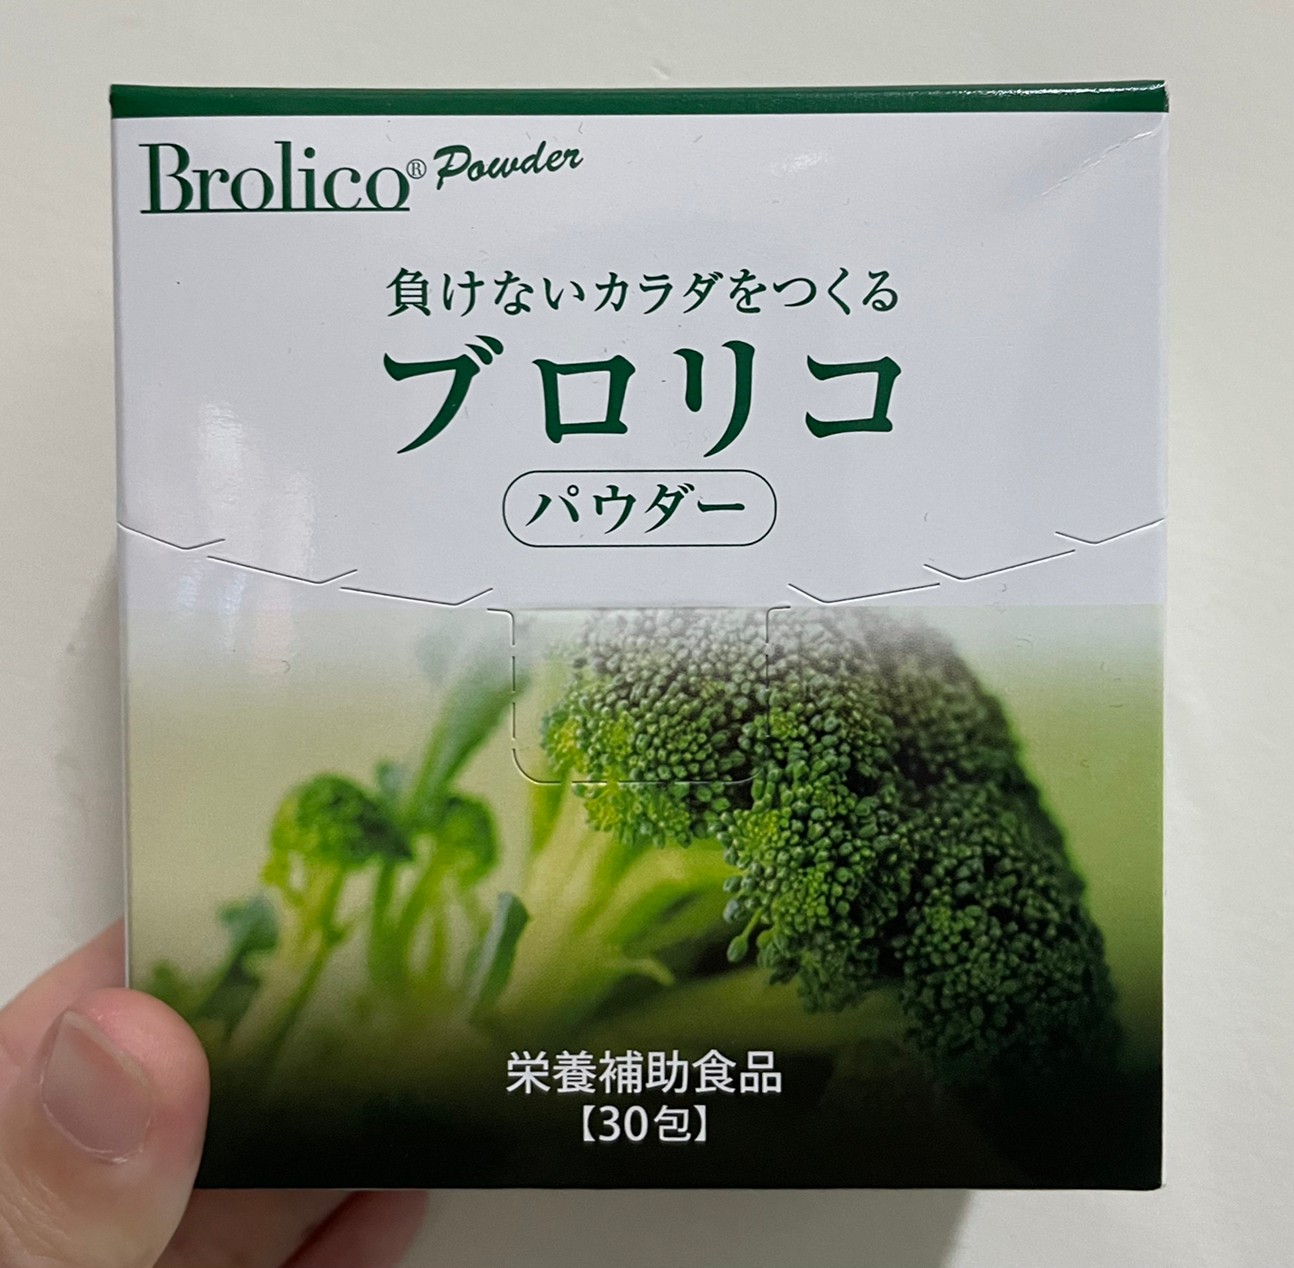 Brolico® Powder
負けないカラダをつくる
ブロリコ
パウダー
栄養補助食品
【30包】